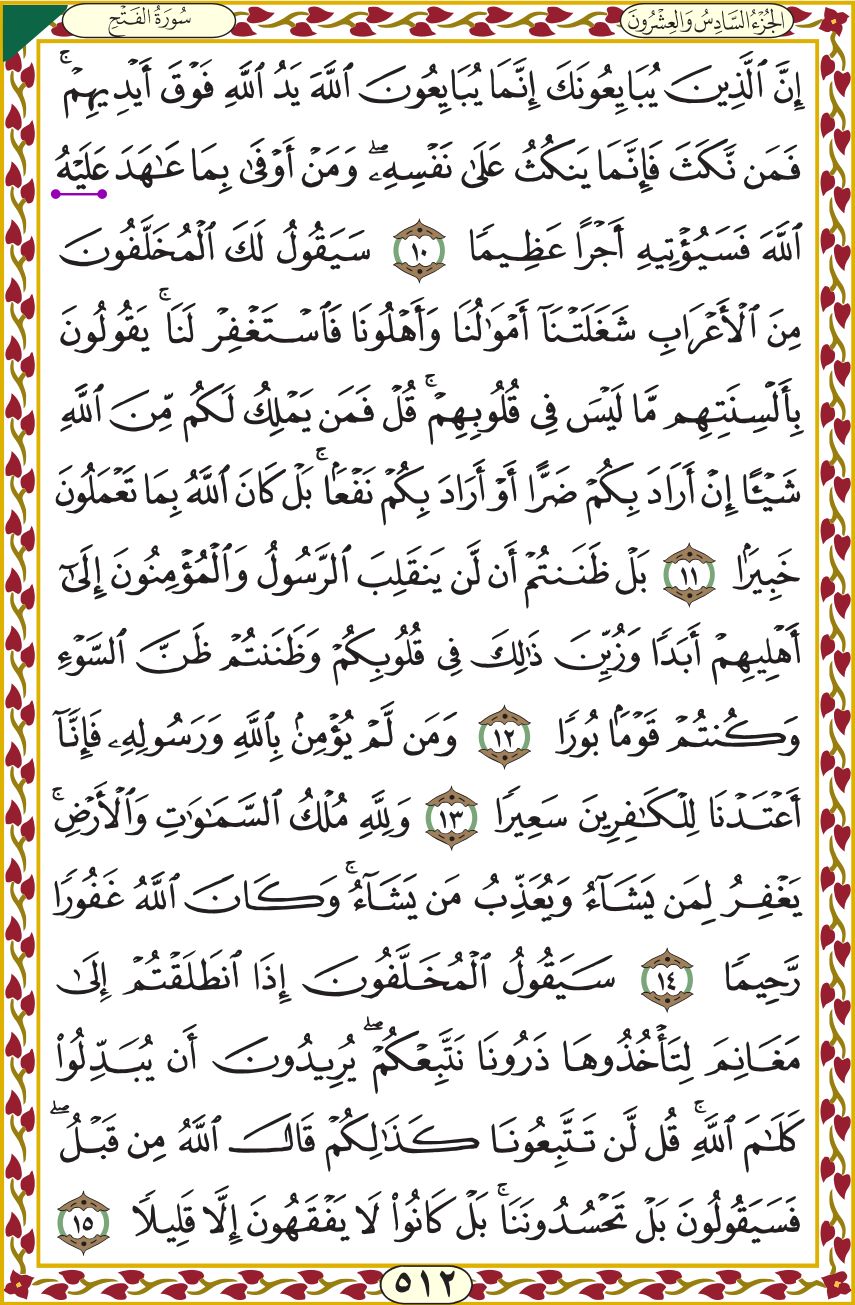 الجُزْءُ السَّادِسُ وَالعِشْرُونَ
سُورَةُ الفَتْحِ
إِنَّ ٱلَّذِينَ يُبَايِعُونَكَ إِنَّمَا يُبَايِعُونَ ٱللَّهَ يَدُ ٱللَّهِ فَوْقَ أَيْدِيهِمْۚ
فَمَن نَّكَثَ فَإِنَّمَا يَنكُثُ عَلَىٰ نَفْسِهِۦۖ وَمَنْ أَوْفَىٰ بِمَا عَٰهَدَ عَلَيْهُ
ٱللَّهَ فَسَيُؤْتِيهِ أَجْرًا عَظِيمًا ١٠ سَيَقُولُ لَكَ ٱلْمُخَلَّفُونَ
مِنَ ٱلْأَعْرَابِ شَغَلَتْنَآ أَمْوَٰلُنَا وَأَهْلُونَا فَٱسْتَغْفِرْ لَنَاۚ يَقُولُونَ
بِأَلْسِنَتِهِم مَّا لَيْسَ فِى قُلُوبِهِمْۚ قُلْ فَمَن يَمْلِكُ لَكُم مِّنَ ٱللَّهِ
شَيْـًٔا إِنْ أَرَادَ بِكُمْ ضَرًّا أَوْ أَرَادَ بِكُمْ نَفْعَۢاۚ بَلْ كَانَ ٱللَّهُ بِمَا تَعْمَلُونَ
خَبِيرَۢا ١١ بَلْ ظَنَنتُمْ أَن لَّن يَنقَلِبَ ٱلرَّسُولُ وَٱلْمُؤْمِنُونَ إِلَىٰٓ
أَهْلِيهِمْ أَبَدًا وَزُيِّنَ ذَٰلِكَ فِى قُلُوبِكُمْ وَظَنَنتُمْ ظَنَّ ٱلسَّوْءِ
وَكُنتُمْ قَوْمَۢا بُورًا ١٢ وَمَن لَّمْ يُؤْمِنۢ بِٱللَّهِ وَرَسُولِهِۦ فَإِنَّآ
أَعْتَدْنَا لِلْكَٰفِرِينَ سَعِيرًا ١٣ وَلِلَّهِ مُلْكُ ٱلسَّمَٰوَٰتِ وَٱلْأَرْضِۚ
يَغْفِرُ لِمَن يَشَآءُ وَيُعَذِّبُ مَن يَشَآءُۚ وَكَانَ ٱللَّهُ غَفُورًا
رَّحِيمًا ١٤ سَيَقُولُ ٱلْمُخَلَّفُونَ إِذَا ٱنطَلَقْتُمْ إِلَىٰ
مَغَانِمَ لِتَأْخُذُوهَا ذَرُونَا نَتَّبِعْكُمْۖ يُرِيدُونَ أَن يُبَدِّلُوا۟
كَلَٰمَ ٱللَّهِۚ قُل لَّن تَتَّبِعُونَا كَذَٰلِكُمْ قَالَ ٱللَّهُ مِن قَبْلُۖ
فَسَيَقُولُونَ بَلْ تَحْسُدُونَنَاۚ بَلْ كَانُوا۟ لَا يَفْقَهُونَ إِلَّا قَلِيلًا ١٥
٥١٢